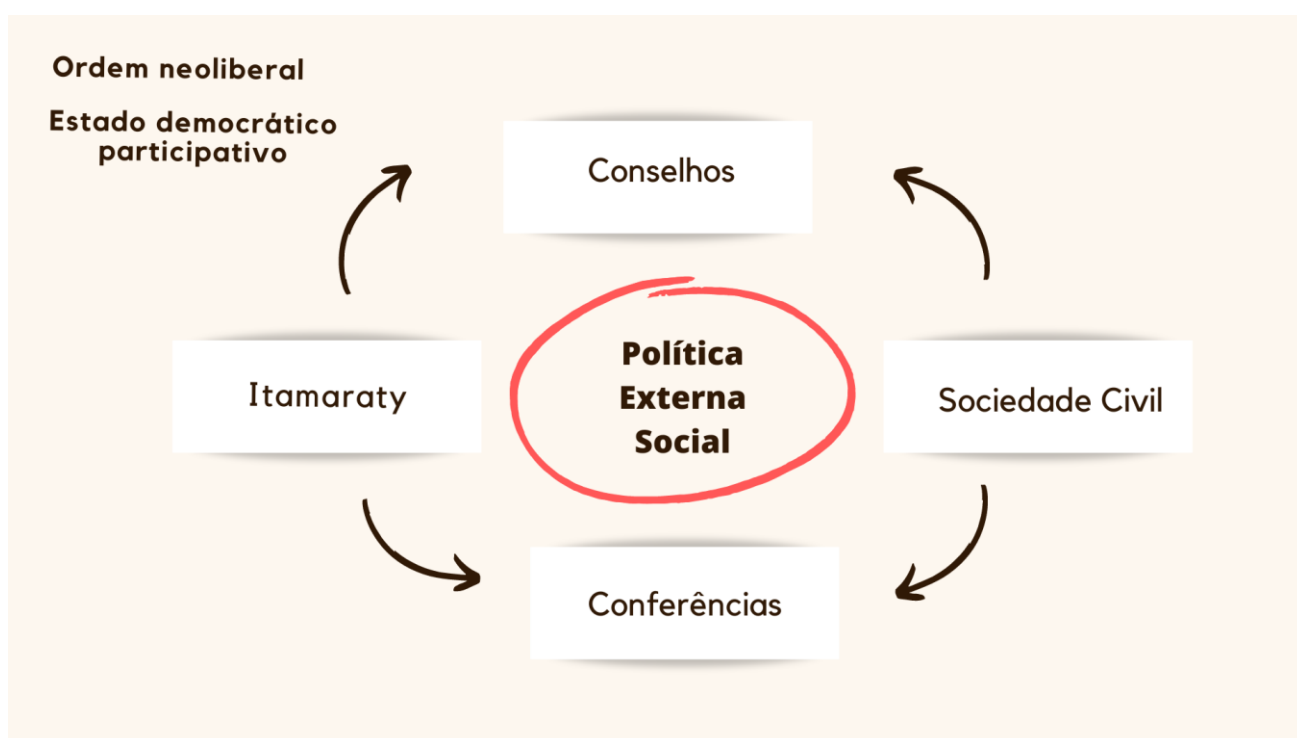 Ordem neoliberal
Estado democrático
participativo
Conselhos
Itamaraty
Política
Externa
Social
Sociedade Civil
Conferências